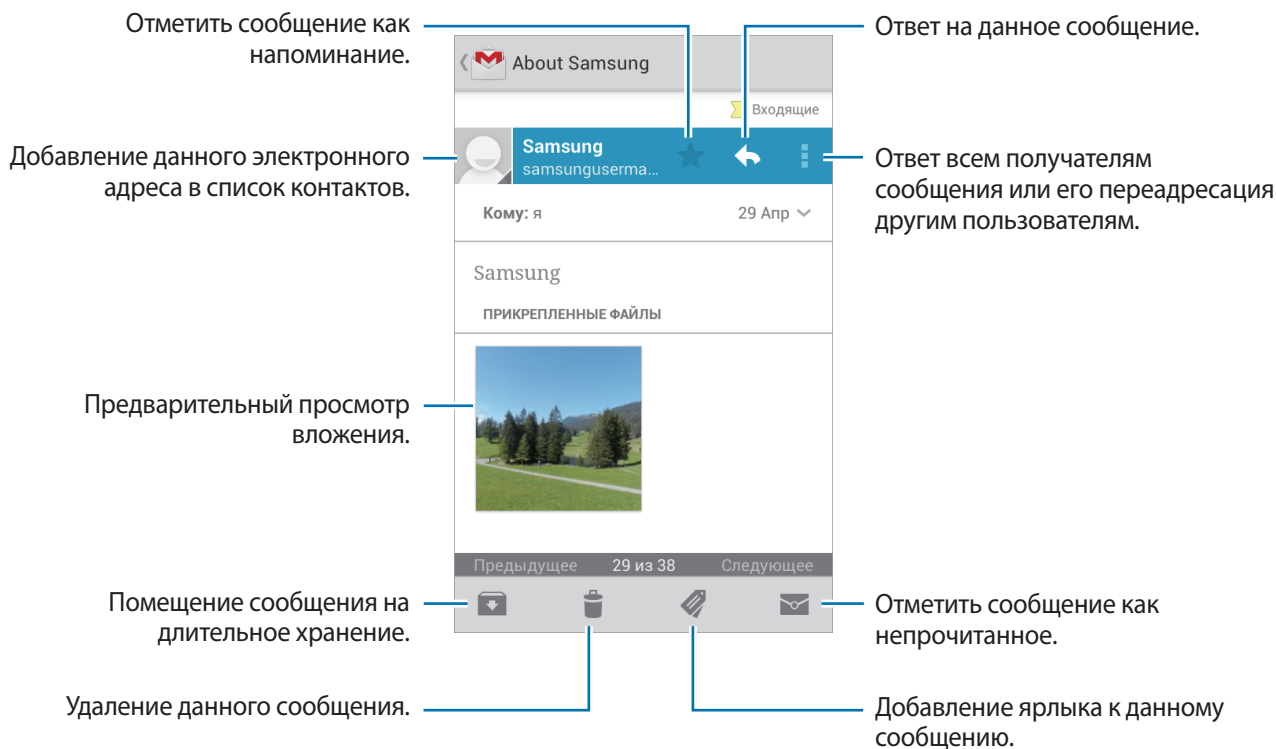 Отметить сообщение как
напоминание.
Ответ на данное сообщение.
About Samsung
Входящие
Добавление данного электронного
адреса в список контактов.
Samsung
samsunguserma...
Ответ всем получателям
сообщения или его переадресация
другим пользователям.
Кому: я
29 Апр
Samsung
ПРИКРЕПЛЕННЫЕ ФАЙЛЫ
Предварительный просмотр
вложения.
Предыдущее 29 из 38 Следующее
Помещение сообщения на
длительное хранение.
Отметить сообщение как
непрочитанное.
Удаление данного сообщения.
Добавление ярлыка к данному
сообщению.